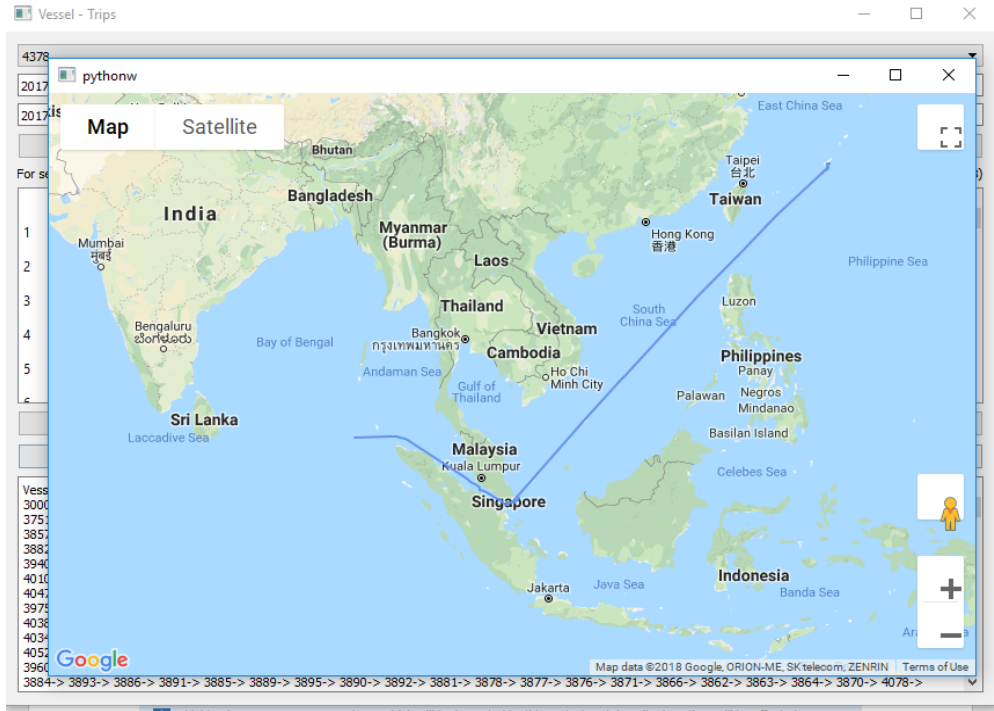 Vessel - Trips
4378
pythonw
2017
2017
Map
Satellite
East China Sea
Bhutan
Taipei
台北
For se
Bangladesh
Taiwan
India
Myanmar
(Burma)
Hong Kong
香港
1
Mumbai
मुंबई
Laos
Philippine Sea
2
3
Thailand
South
China Sea
Luzon
Bengaluru
ಬೆಂಗಳೂರು
Bay of Bengal
Bangkok
กรุงเทพมหานคร
Vietnam
4
Cambodia
Philippines
Panay
5
Andaman Sea
Gulf of
Thailand
Ho Chi
Minh City
Palawan
Negros
Mindanao
Sri Lanka
Laccadive Sea
Basilan Island
Malaysia
Kuala Lumpur
Celebes Sea
Singapore
Vess
3000
3751
3857
3882
3940
4010
4047
3975
4038
4034
4052
3960
Indonesia
Jakarta
Java Sea
Banda Sea
Google
Map data ©2018 Google, ORION-ME, SK telecom, ZENRIN
Terms of Use
3884-> 3893-> 3886-> 3891-> 3885-> 3889-> 3895-> 3890-> 3892-> 3881-> 3878-> 3877-> 3876-> 3871-> 3866-> 3862-> 3863-> 3864-> 3870-> 4078->